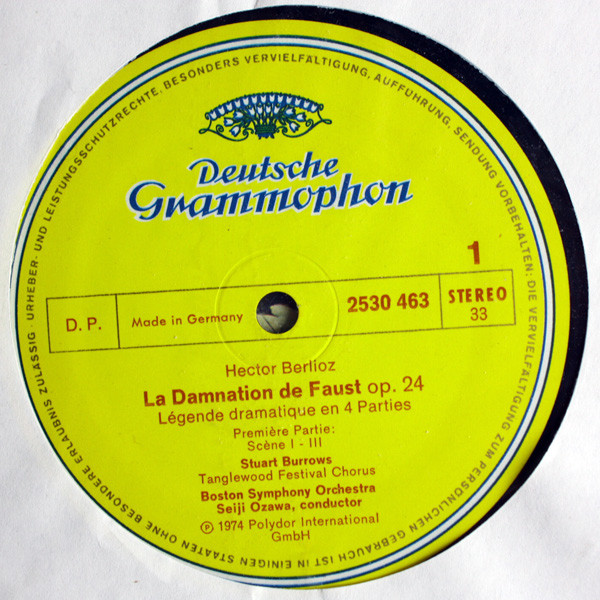 Deutsche
Grammophon
1
D. P.
Made in Germany
2530 463
STEREO
33
Hector Berlioz
La Damnation de Faust op. 24
Légende dramatique en 4 Parties
Première Partie:
Scène I - III
Stuart Burrows
Tanglewood Festival Chorus
Boston Symphony Orchestra
Seiji Ozawa, conductor
Ⓟ 1974 Polydor International
GmbH
URHEBER- UND LEISTUNGSSCHUTZRECHTE, BESONDERS VERVIELFÄLTIGUNG, AUFFÜHRUNG, SENDUNG VORBEHALTEN; DIE VERVIELFÄLTIGUNG ZUM PERSÖNLICHEN GEBRAUCH IST IN EINIGEN STAATEN OHNE BESONDERE ERLAUBNIS ZULÄSSIG ·